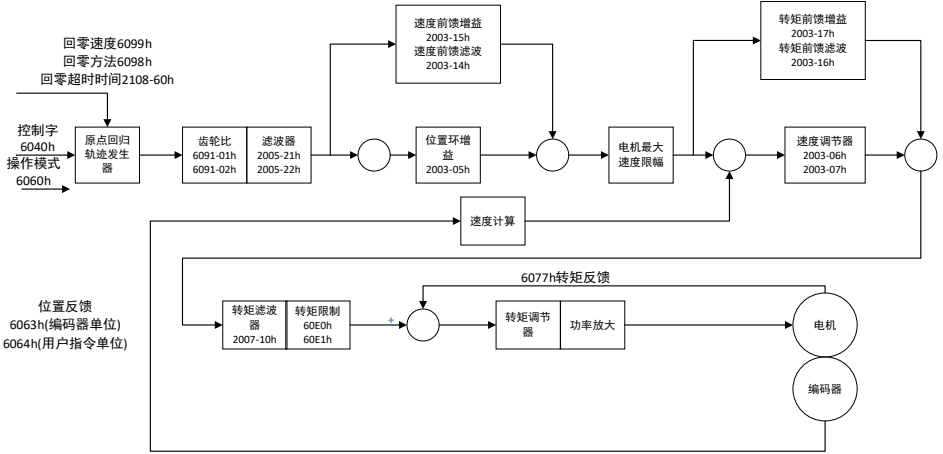 回零速度6099h
回零方法6098h
回零超时时间2108-60h
控制字
6040h
操作模式
6060h
原点回归
轨迹发生
器
齿轮比
6091-01h
6091-02h
滤波器
2005-21h
2005-22h
速度前馈增益
2003-15h
速度前馈滤波
2003-14h
位置环增
益
2003-05h
电机最大
速度限幅
转矩前馈增益
2003-17h
转矩前馈滤波
2003-16h
速度调节器
2003-06h
2003-07h
速度计算
6077h转矩反馈
位置反馈
6063h(编码器单位)
6064h(用户指令单位)
转矩滤波
器
2007-10h
转矩限制
60E0h
60E1h
+
转矩调节
器
功率放大
电机
编码器